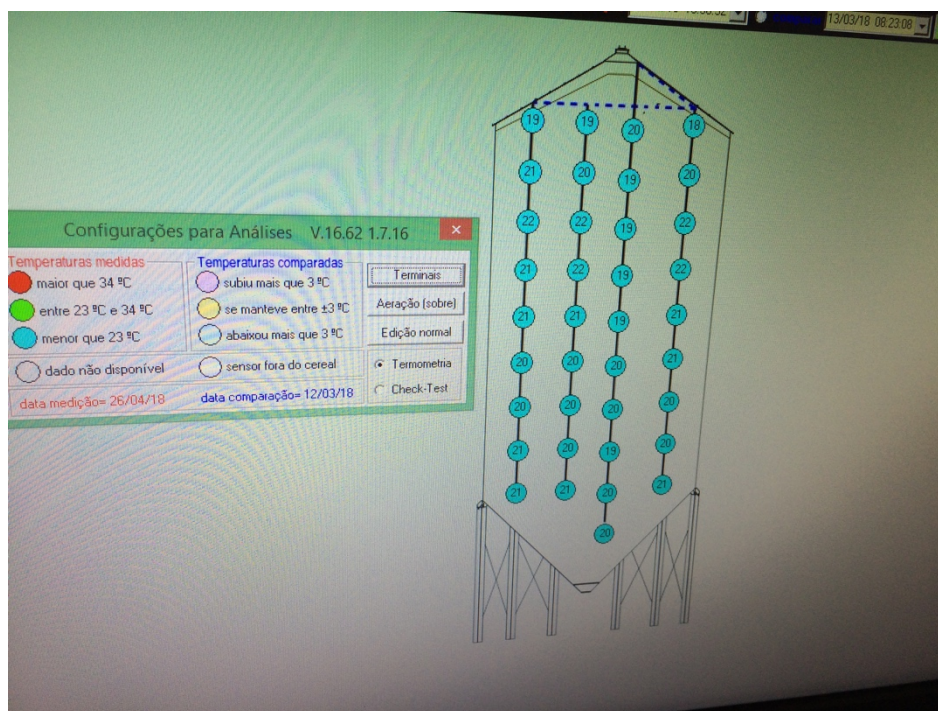 13/03/18 08:23:08
Configurações para Análises V.16.62 1.7.16
Temperaturas medidas
maior que 34 ºC
entre 23 ºC e 34 ºC
menor que 23 ºC
dado não disponível
data medição= 26/04/18
Temperaturas comparadas
subiu mais que 3 ºC
se manteve entre ±3 ºC
abaixou mais que 3 ºC
sensor fora do cereal
data comparação= 12/03/18
Terminais
Aeração (sobre)
Edição normal
Termometria
Check-Test
19 19 20 18
21 20 19 20
22 22 19 22
21 22 19 22
21 21 19 21
20 20 20 21
20 20 20 20
21 20 19 20
21 21 20 21
20